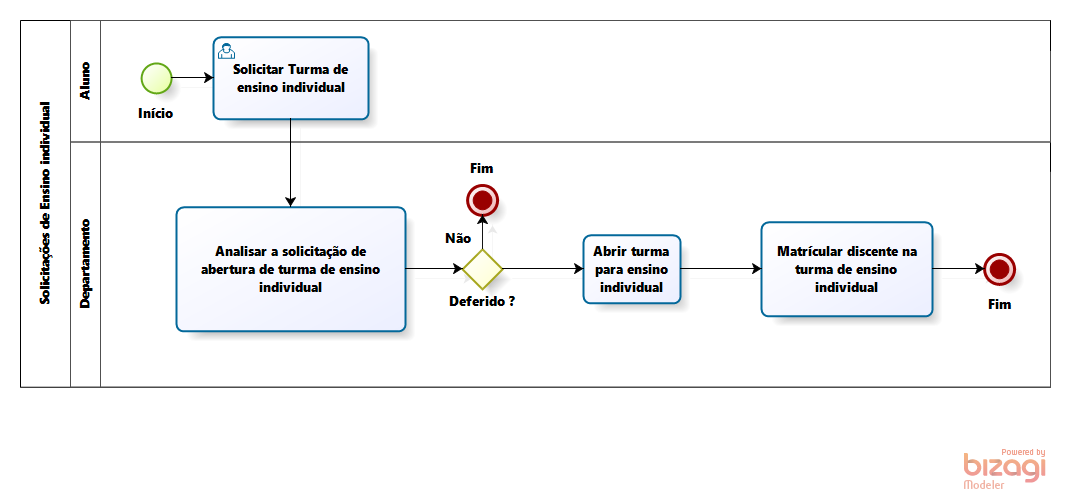 Solicitações de Ensino individual
Aluno
Início
Solicitar Turma de
ensino individual
Departamento
Analisar a solicitação de
abertura de turma de ensino
individual
Fim
Não
Deferido ?
Abrir turma
para ensino
individual
Matrícular discente na
turma de ensino
individual
Fim
Powered by
bizagi
Modeler